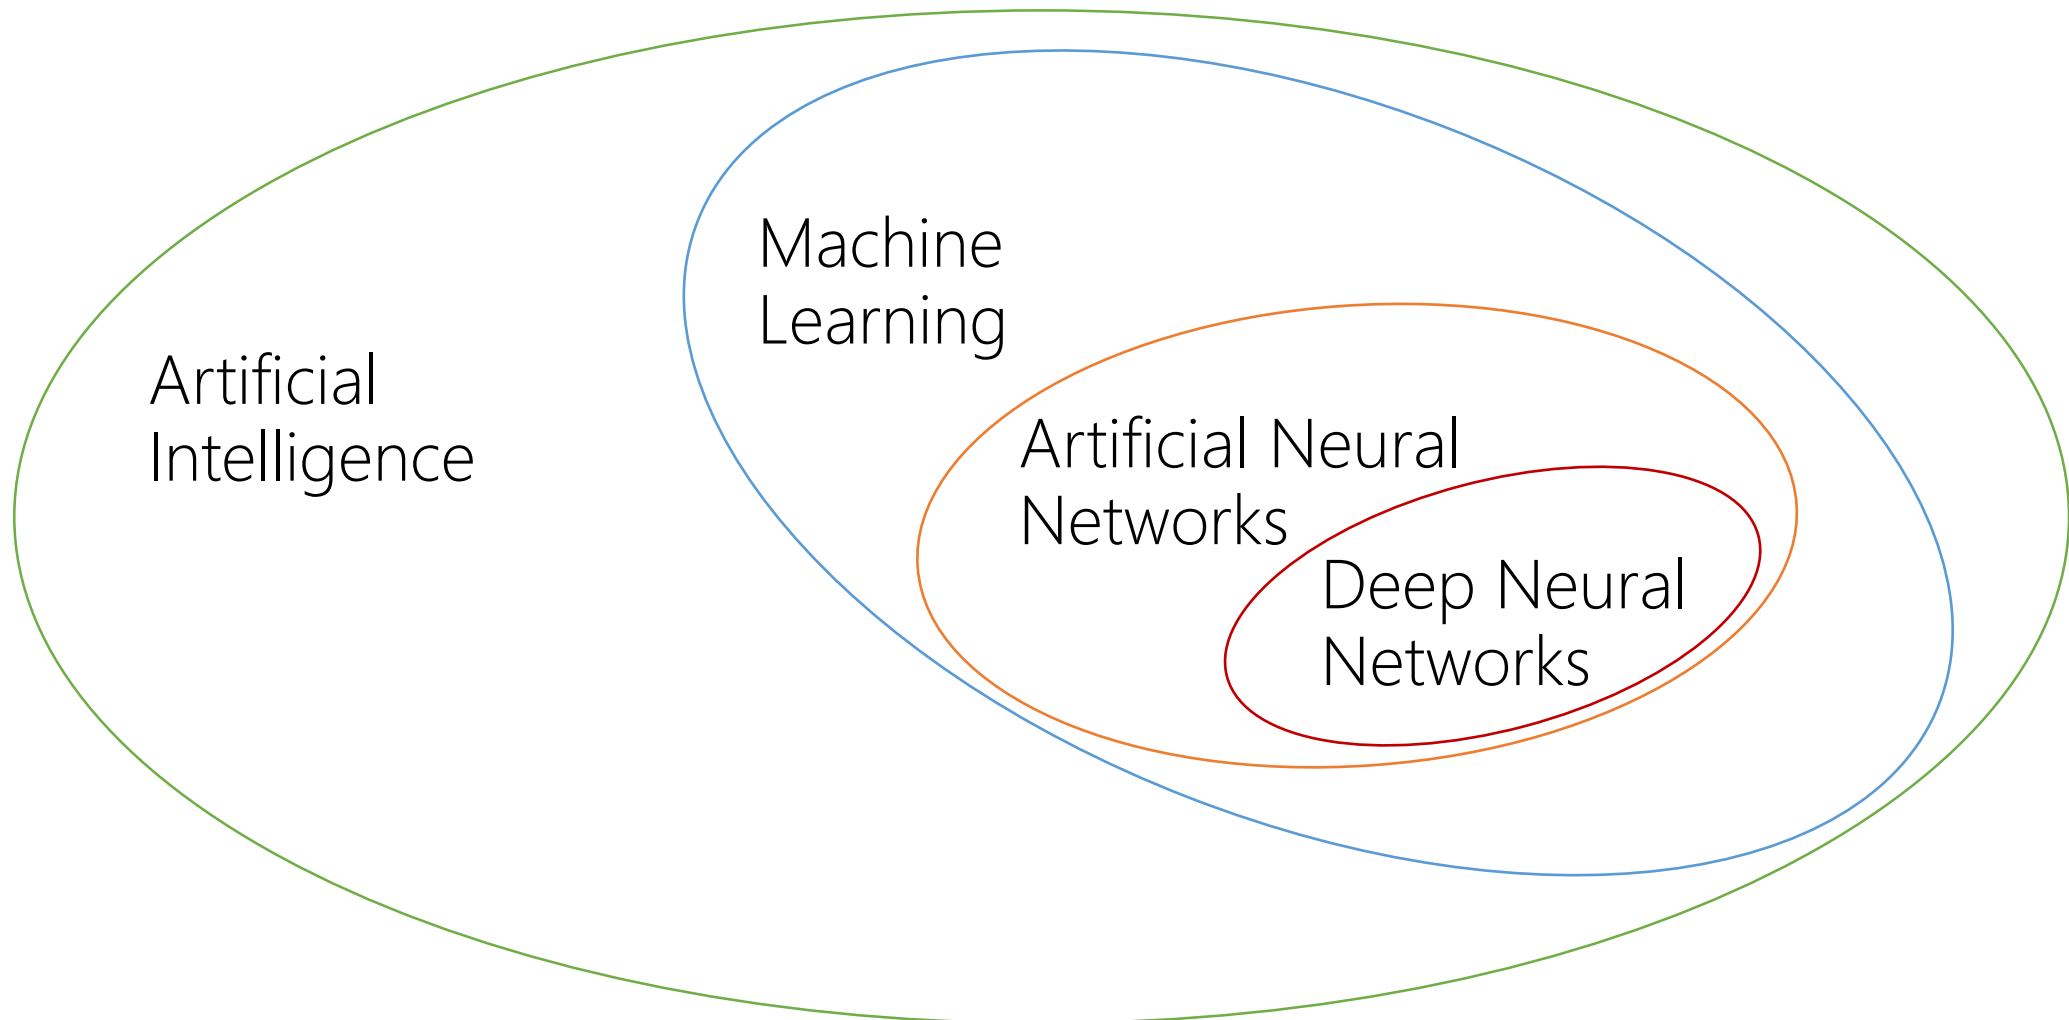 Artificial
Intelligence
Machine
Learning
Artificial Neural
Networks
Deep Neural
Networks